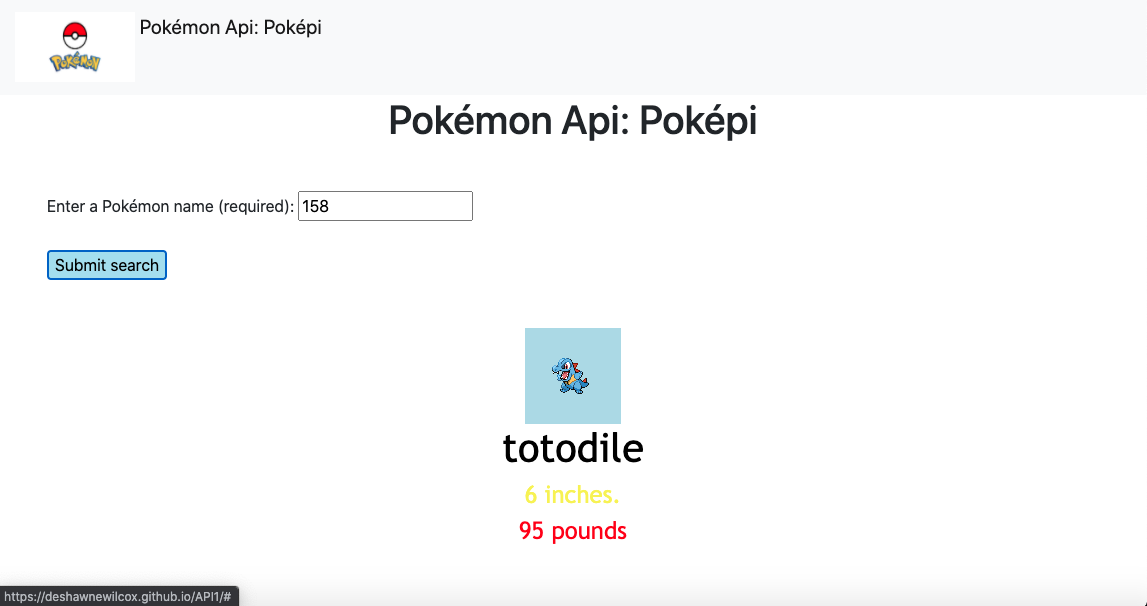 Pokémon Api: Poképi
Pokémon
Pokémon Api: Poképi
Enter a Pokémon name (required): 158
Submit search
totodile
6 inches.
95 pounds
https://deshawnewilcox.github.io/API1/#